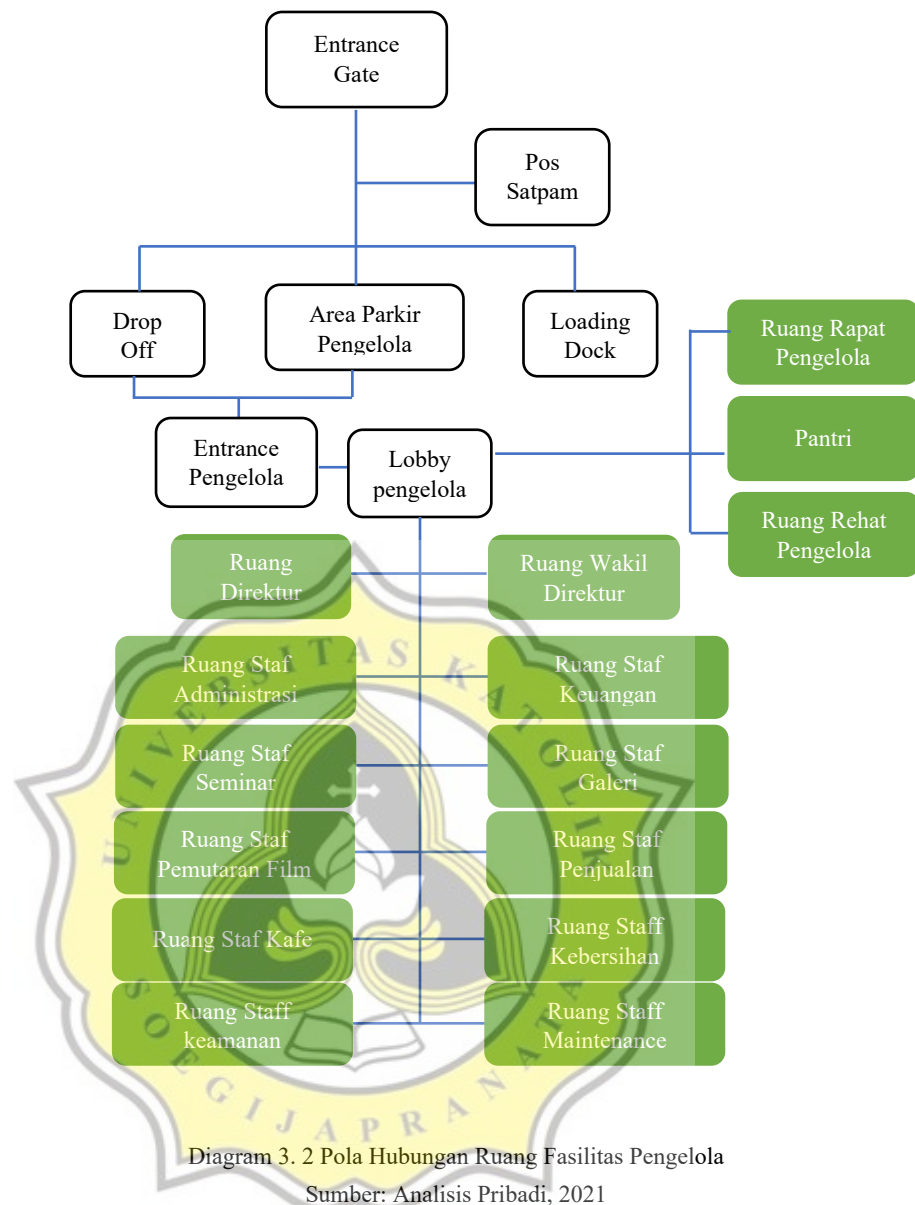 Entrance
Gate
Pos
Satpam
Drop
Off
Area Parkir
Pengelola
Loading
Dock
Ruang Rapat
Pengelola
Pantri
Ruang Rehat
Pengelola
Entrance
Pengelola
Lobby
pengelola
Ruang
Direktur
Ruang Wakil
Direktur
Ruang Staf
Administrasi
Ruang Staf
Keuangan
Ruang Staf
Seminar
Ruang Staf
Galeri
Ruang Staf
Pemutaran Film
Ruang Staf
Penjualan
Ruang Staf Kafe
Ruang Staff
Kebersihan
Ruang Staff
keamanan
Ruang Staff
Maintenance
UNIVERSITAS KATOLIK
SOEGIJAPRANATA
Diagram 3. 2 Pola Hubungan Ruang Fasilitas Pengelola
Sumber: Analisis Pribadi, 2021